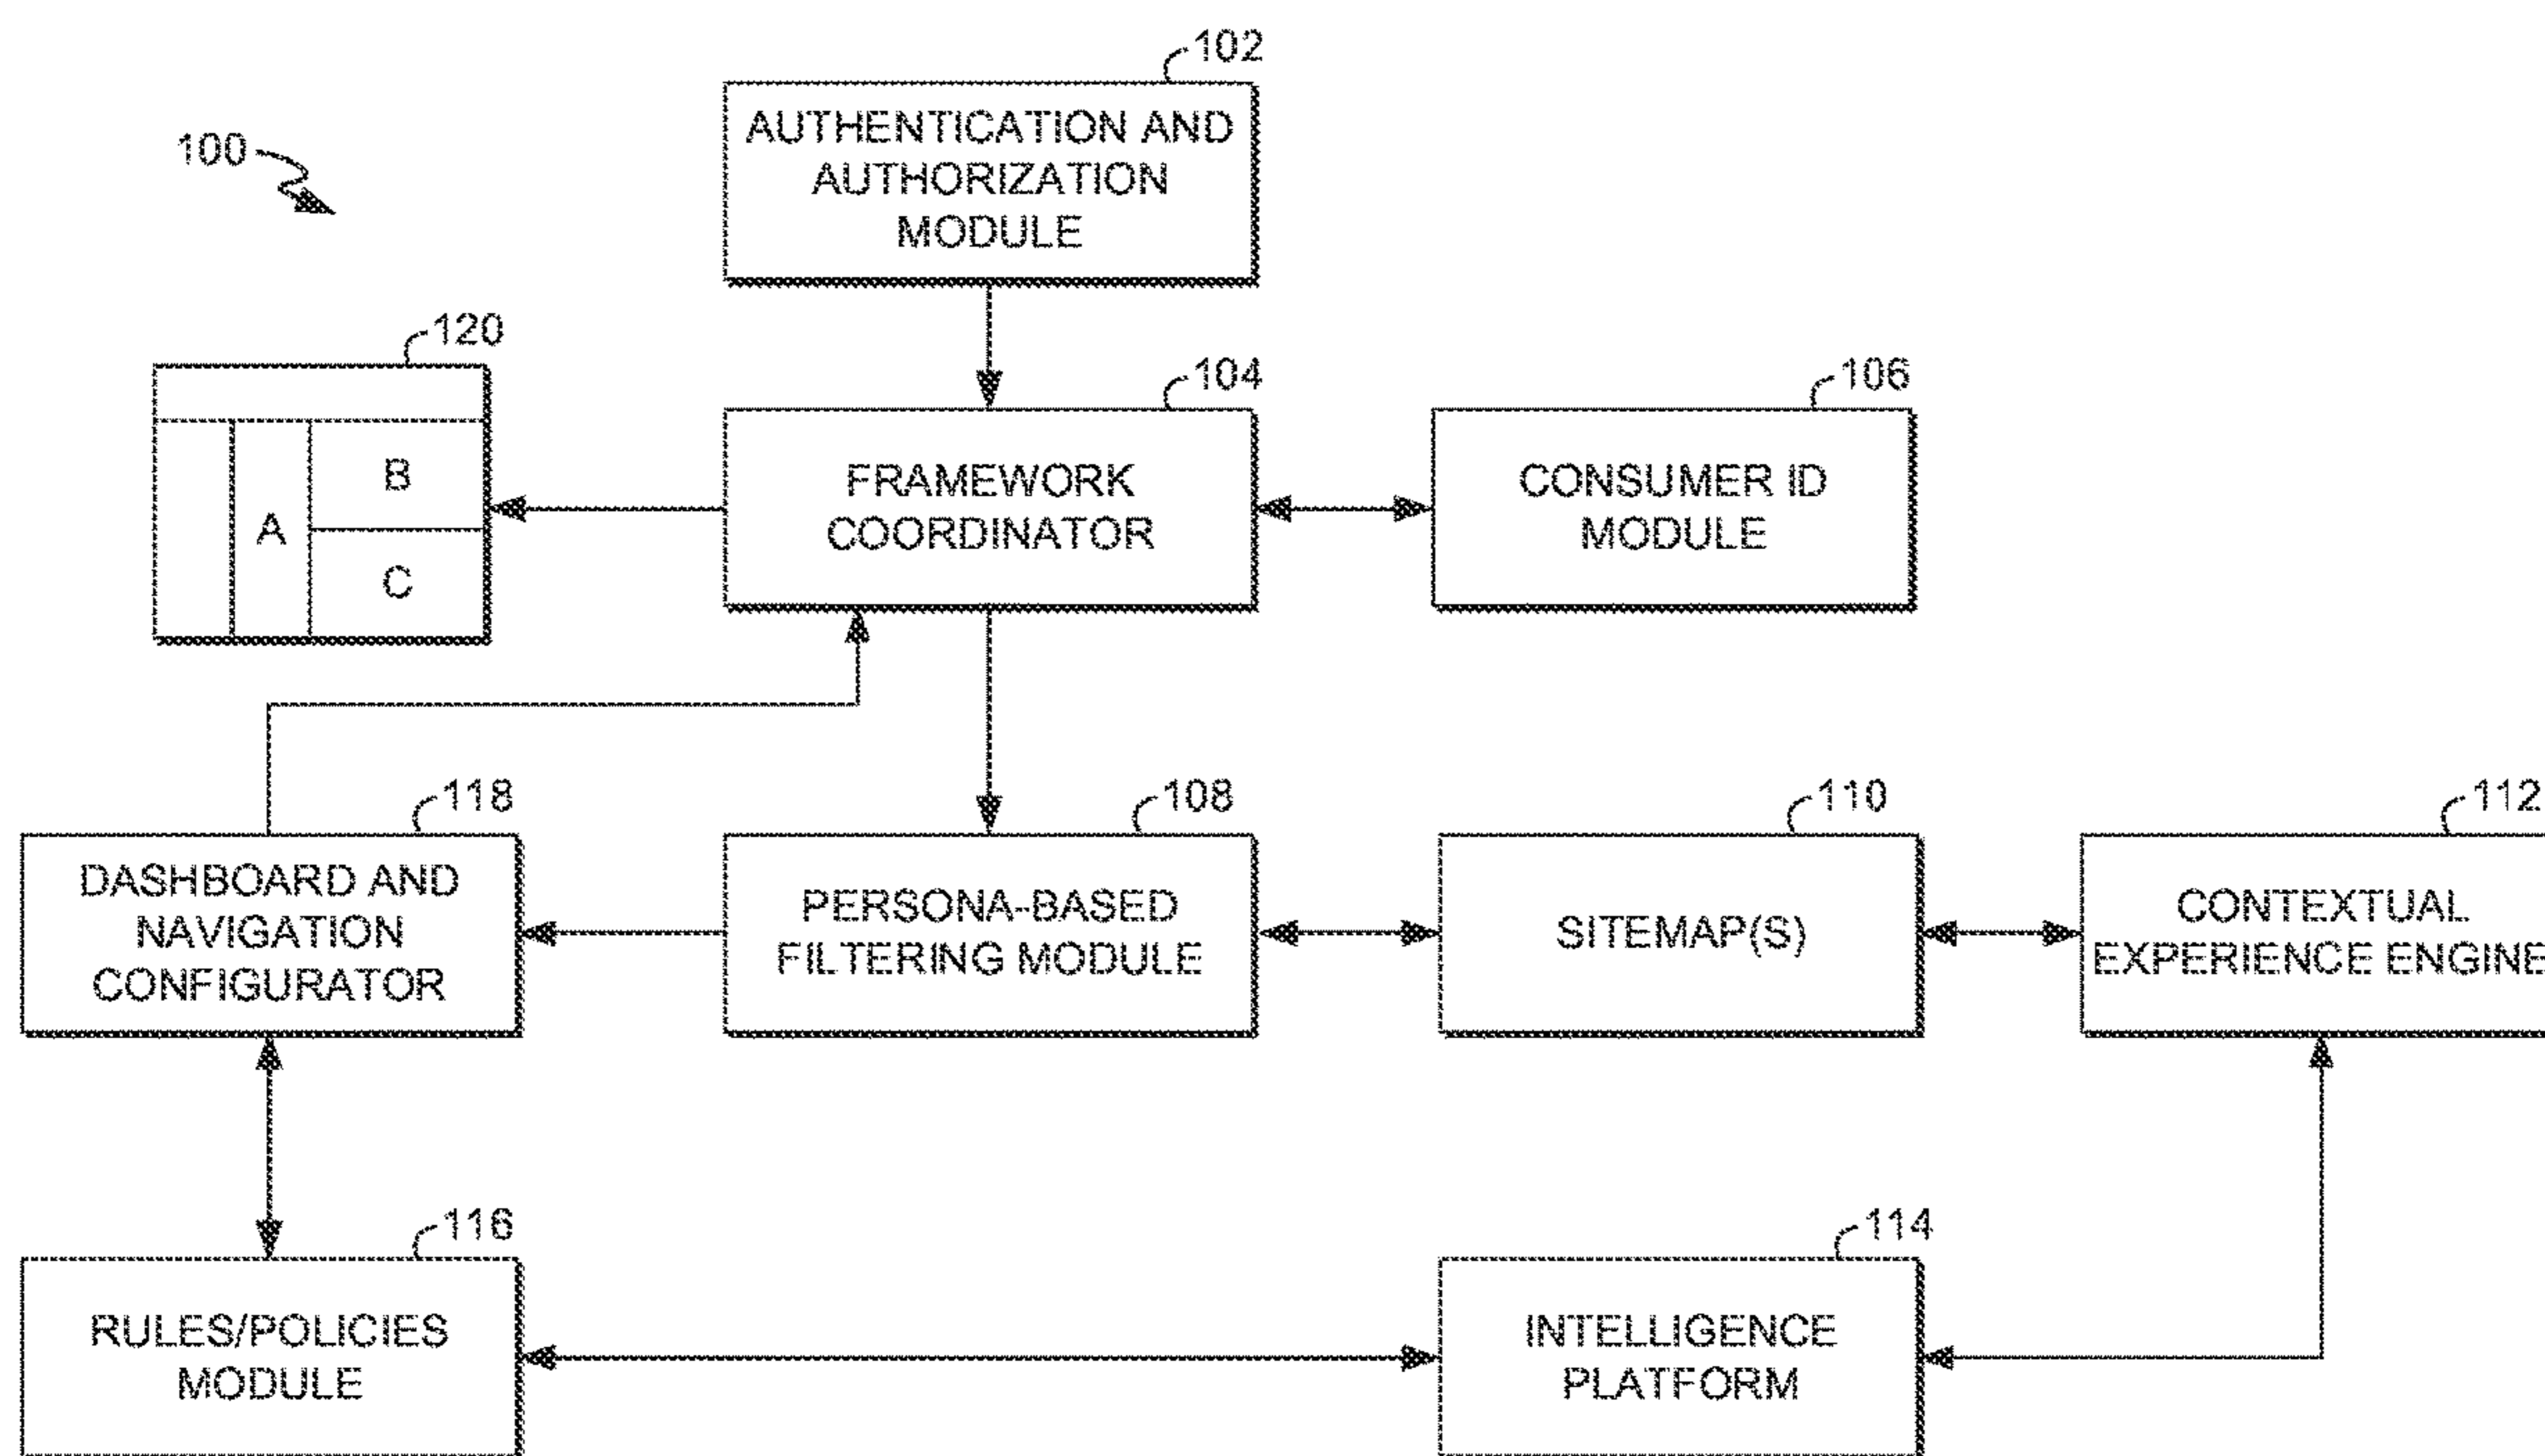 102
AUTHENTICATION AND
AUTHORIZATION
MODULE
100
120
104
106
A
B
C
FRAMEWORK
COORDINATOR
CONSUMER ID
MODULE
118
108
110
112
DASHBOARD AND
NAVIGATION
CONFIGURATOR
PERSONA-BASED
FILTERING MODULE
SITEMAP(S)
CONTEXTUAL
EXPERIENCE ENGINE
116
114
RULES/POLICIES
MODULE
INTELLIGENCE
PLATFORM